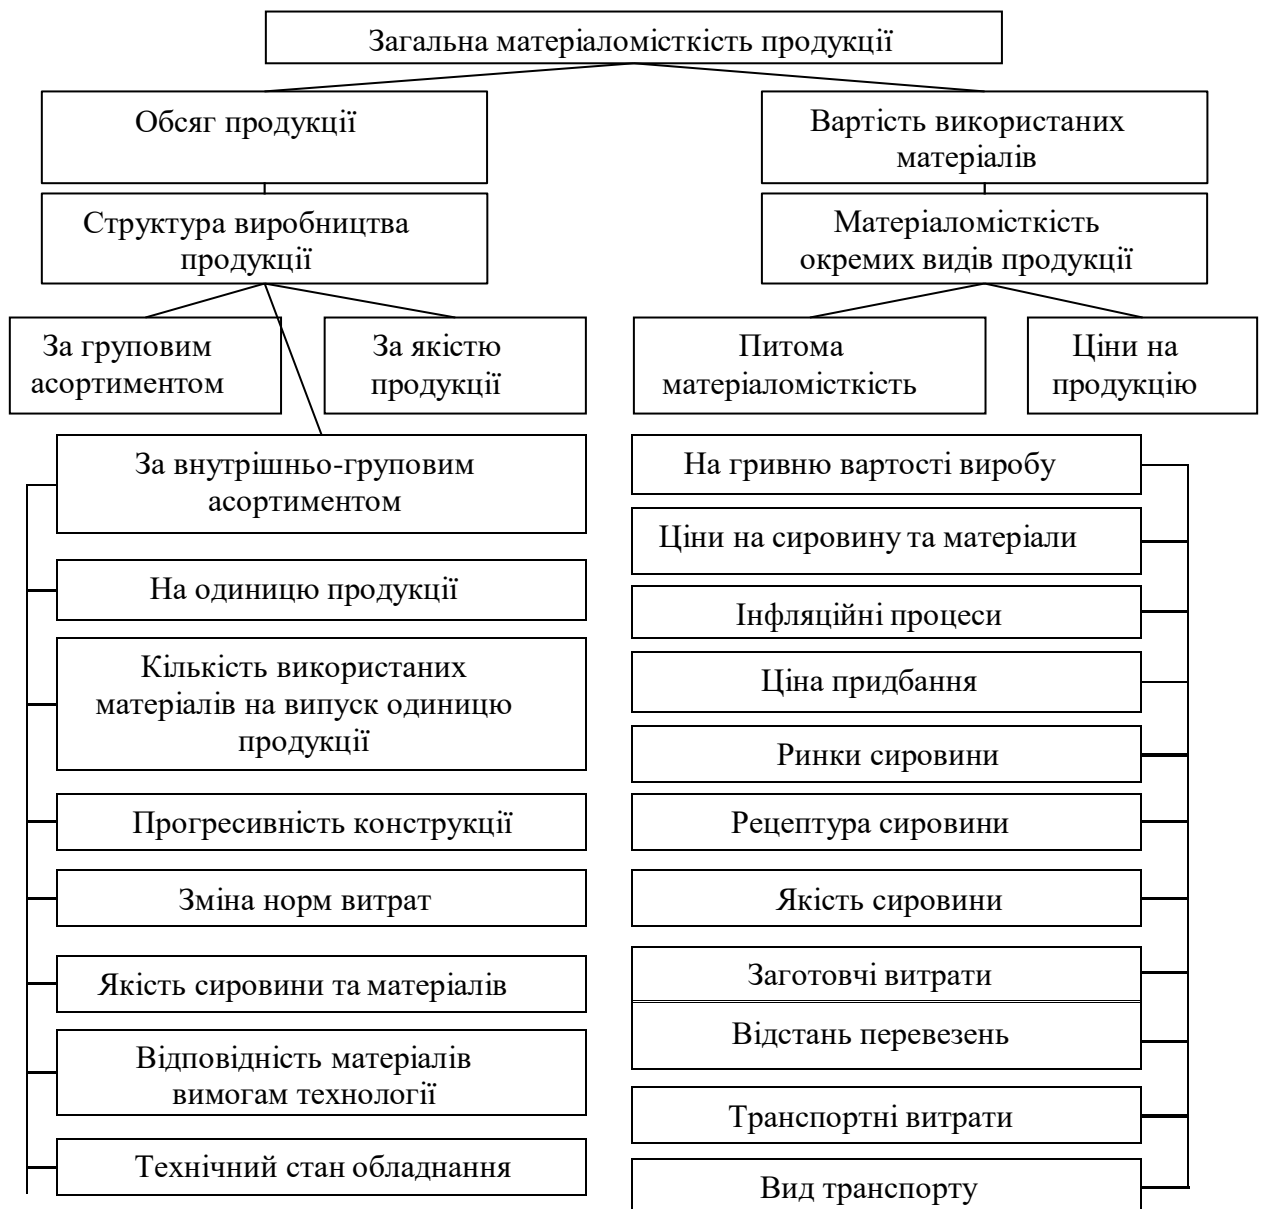 Загальна матеріаломісткість продукції
Обсяг продукції
Вартість використаних
матеріалів
Структура виробництва
продукції
Матеріаломісткість
окремих видів продукції
За груповим
асортиментом
За якістю
продукції
Питома
матеріаломісткість
Ціни на
продукцію
За внутрішньо-груповим
асортиментом
На одиницю продукції
Кількість використаних
матеріалів на випуск одиницю
продукції
Прогресивність конструкції
Зміна норм витрат
Якість сировини та матеріалів
Відповідність матеріалів
вимогам технології
Технічний стан обладнання
На гривню вартості виробу
Ціни на сировину та матеріали
Інфляційні процеси
Ціна придбання
Ринки сировини
Рецептура сировини
Якість сировини
Заготовчі витрати
Відстань перевезень
Транспортні витрати
Вид транспорту